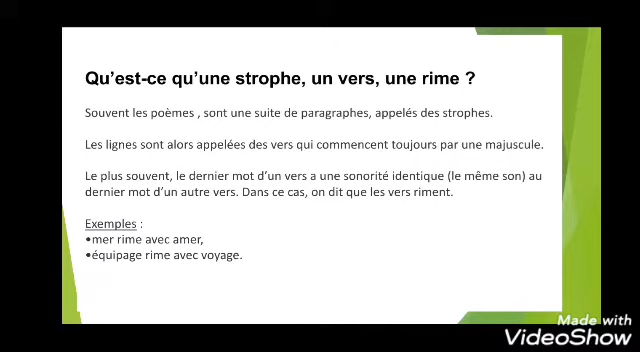 Qu'est-ce qu'une strophe, un vers, une rime ?
Souvent les poèmes , sont une suite de paragraphes, appelés des strophes.
Les lignes sont alors appelées des vers qui commencent toujours par une majuscule.
Le plus souvent, le dernier mot d'un vers a une sonorité identique (le même son) au
dernier mot d'un autre vers. Dans ce cas, on dit que les vers riment.
Exemples :
•mer rime avec amer,
•équipage rime avec voyage.
Made with
VideoShow